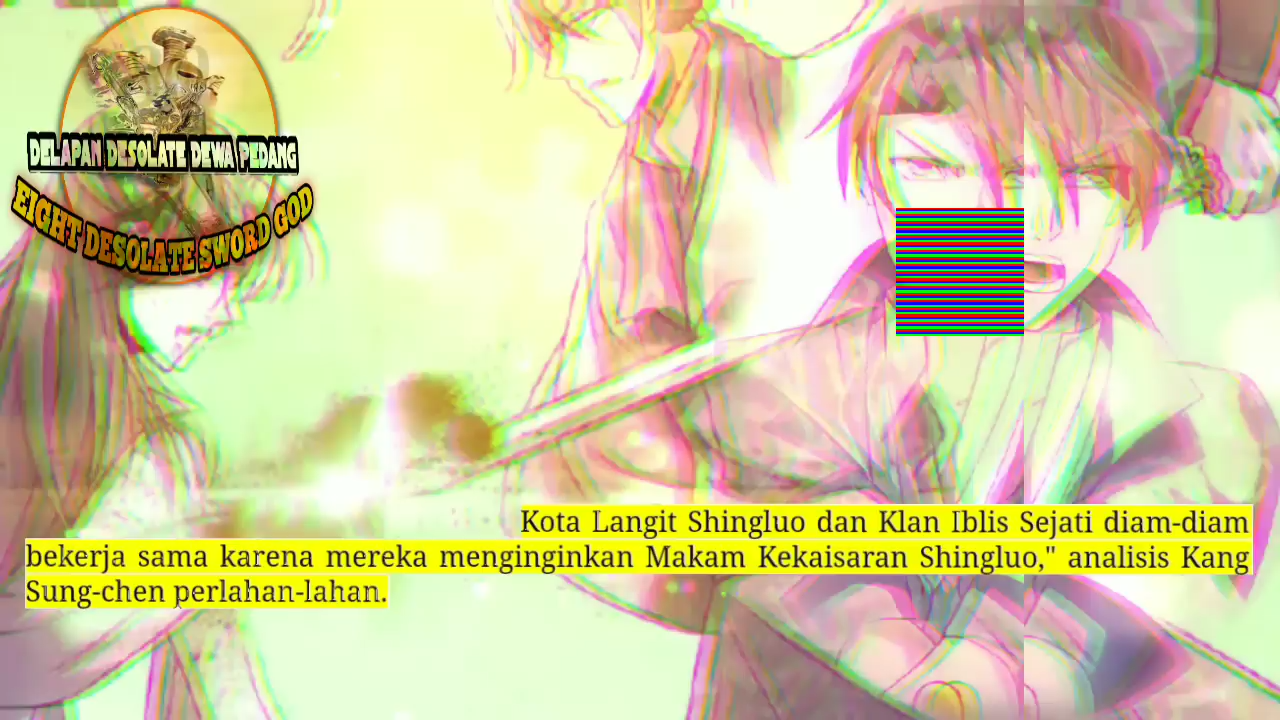 DELAPAN DESOLATE DEWA PEDANG
EIGHT DESOLATE SWORD GOD
Kota Langit Shingluo dan Klan Iblis Sejati diam-diam
bekerja sama karena mereka menginginkan Makam Kekaisaran Shingluo," analisis Kang
Sung-chen perlahan-lahan.